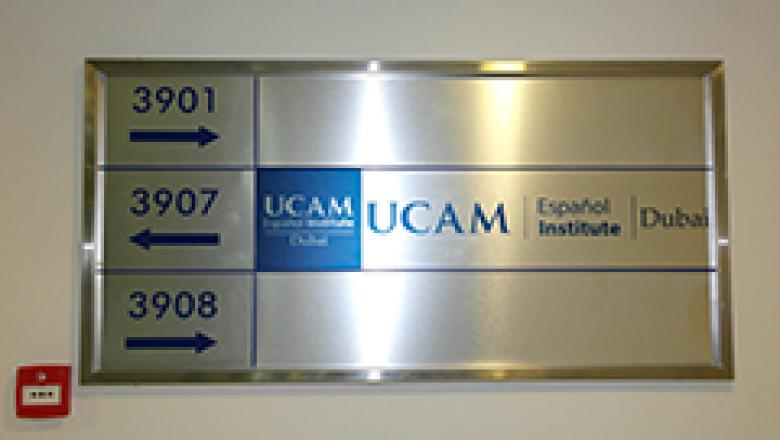 3901
3907
UCAM
Español Institute
Dubai
UCAM
Español
Institute
Dubai
3908